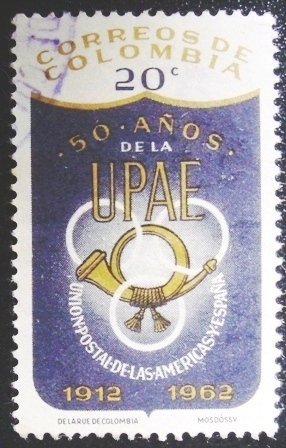 CORREOS DE
COLOMBIA
20c
·50·AÑOS·
DE LA
UPAE
UNION·POSTAL·DE·LAS·AMERICAS·Y·ESPAÑA
1912 1962
DE LA RUE DE COLOMBIA